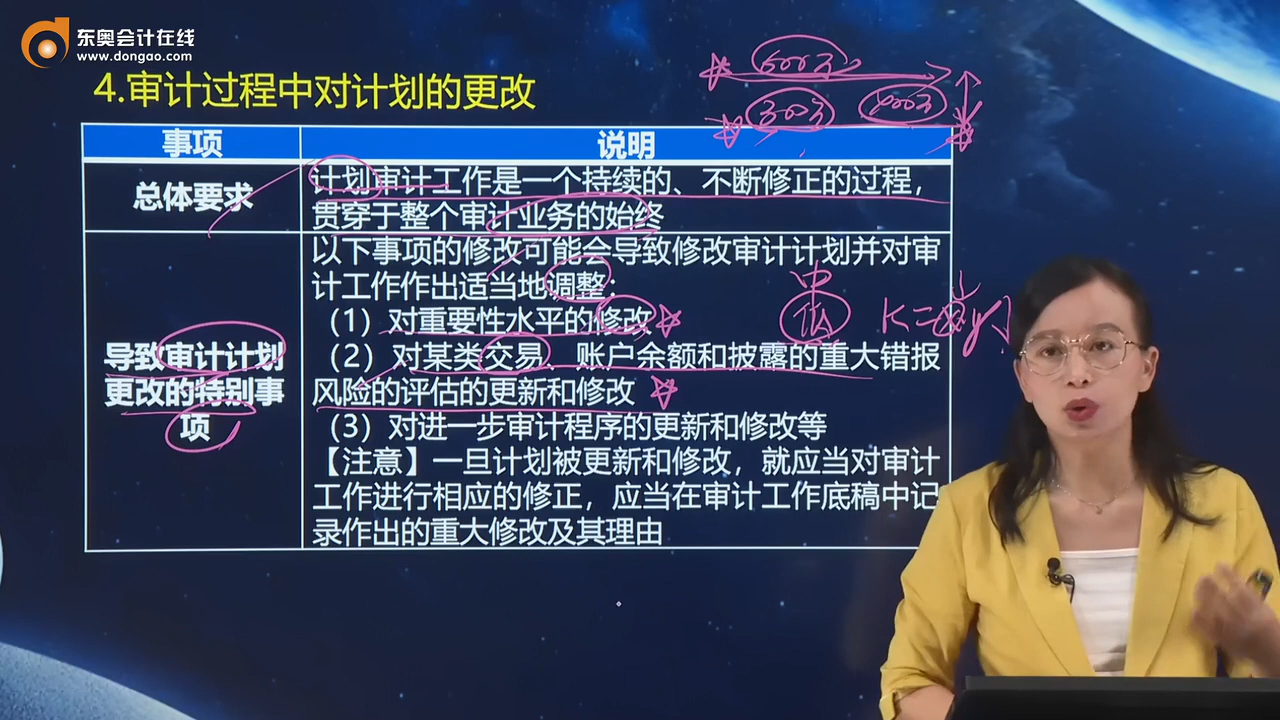 东奥会计在线
www.dongao.com
4.审计过程中对计划的更改
事项
说明
总体要求
计划审计工作是一个持续的、不断修正的过程，
贯穿于整个审计业务的始终
导致审计计划
更改的特别事
项
以下事项的修改可能会导致修改审计计划并对审
计工作作出适当地调整：
（1）对重要性水平的修改
（2）对某类交易、账户余额和披露的重大错报
风险的评估的更新和修改
（3）对进一步审计程序的更新和修改等
【注意】一旦计划被更新和修改，就应当对审计
工作进行相应的修正，应当在审计工作底稿中记
录作出的重大修改及其理由
300万
中
低